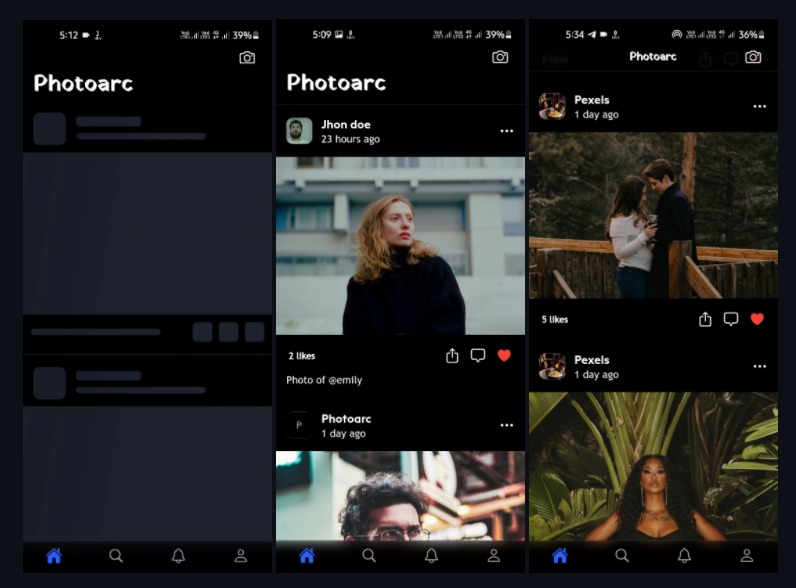 5:12
39%
Photoarc
5:09
39%
Photoarc
Jhon doe
23 hours ago
2 likes
Photo of @emily
Photoarc
1 day ago
5:34
36%
6 likes
Photoarc
Pexels
1 day ago
5 likes
Pexels
1 day ago